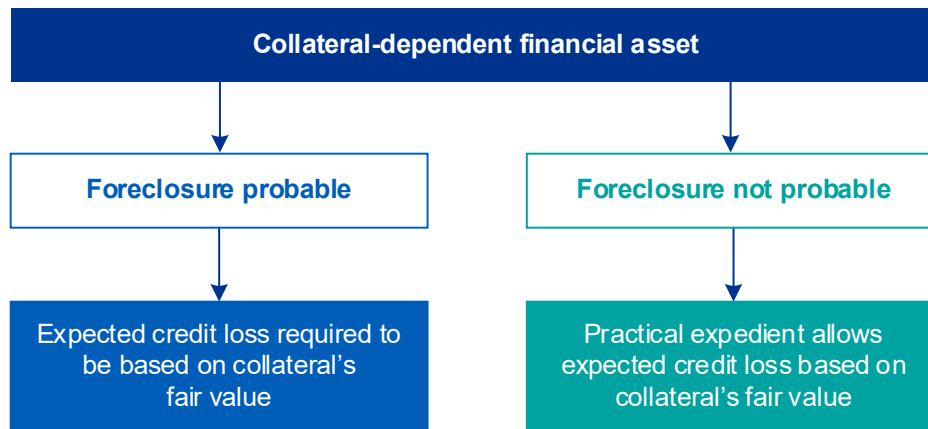 Collateral-dependent financial asset
Foreclosure probable
Foreclosure not probable
Expected credit loss required to
be based on collateral's
fair value
Practical expedient allows
expected credit loss based on
collateral's fair value